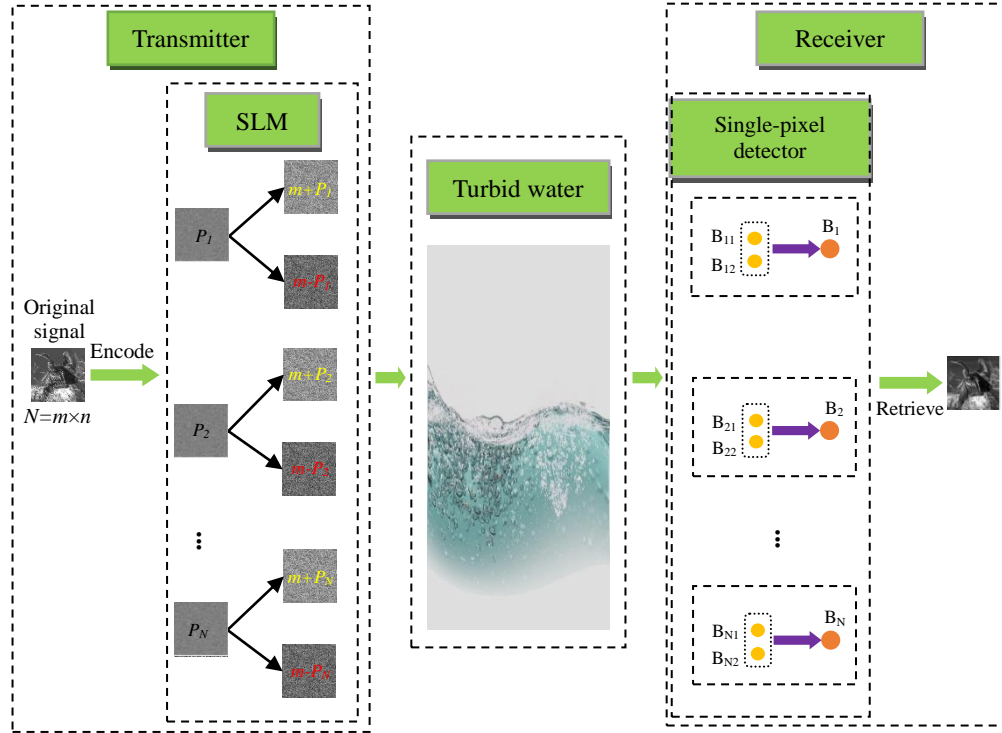 Transmitter
SLM
Original
signal
Encode
N=m×n
P1
m+P1
m-P1
P2
m+P2
m-P2
⋮
PN
m+PN
m-PN
Turbid water
Receiver
Single-pixel
detector
B11
B12
B1
B21
B22
B2
⋮
BN1
BN2
BN
Retrieve